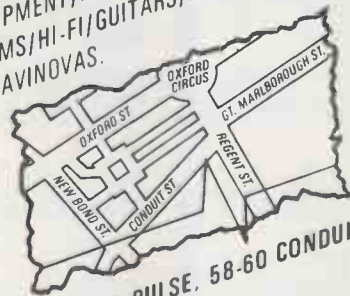 PMENT/
MS/HI-FI/GUITARS/
AVINOVAS.
OXFORD
CIRCUS
OXFORD ST
GT. MARLBOROUGH ST.
REGENT ST.
NEW BOND ST.
CONDUIT ST
PULSE, 58-60 CONDUI